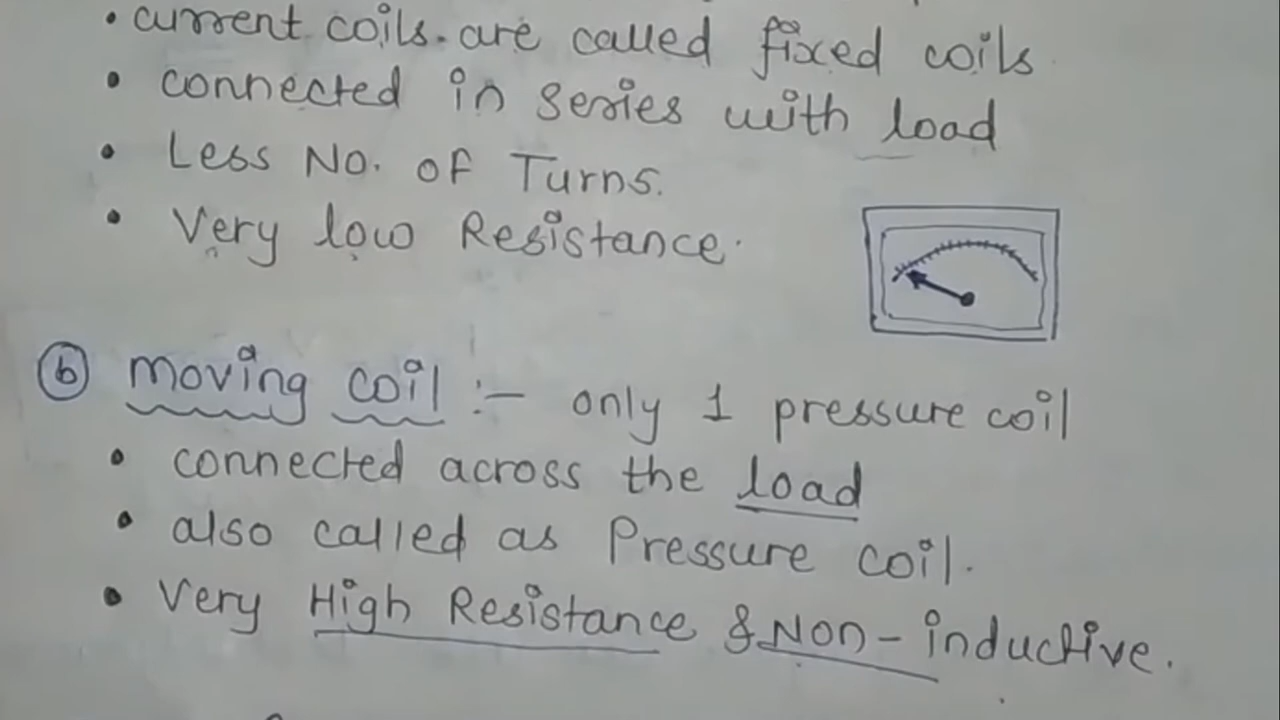 • current coils. are called fixed coils
• connected in series with load
• Less No. of Turns.
• Very low Resistance.
ⓑ moving coil :- only 1 pressure coil
• connected across the load
• also called as Pressure coil.
• Very High Resistance & Non-inductive.